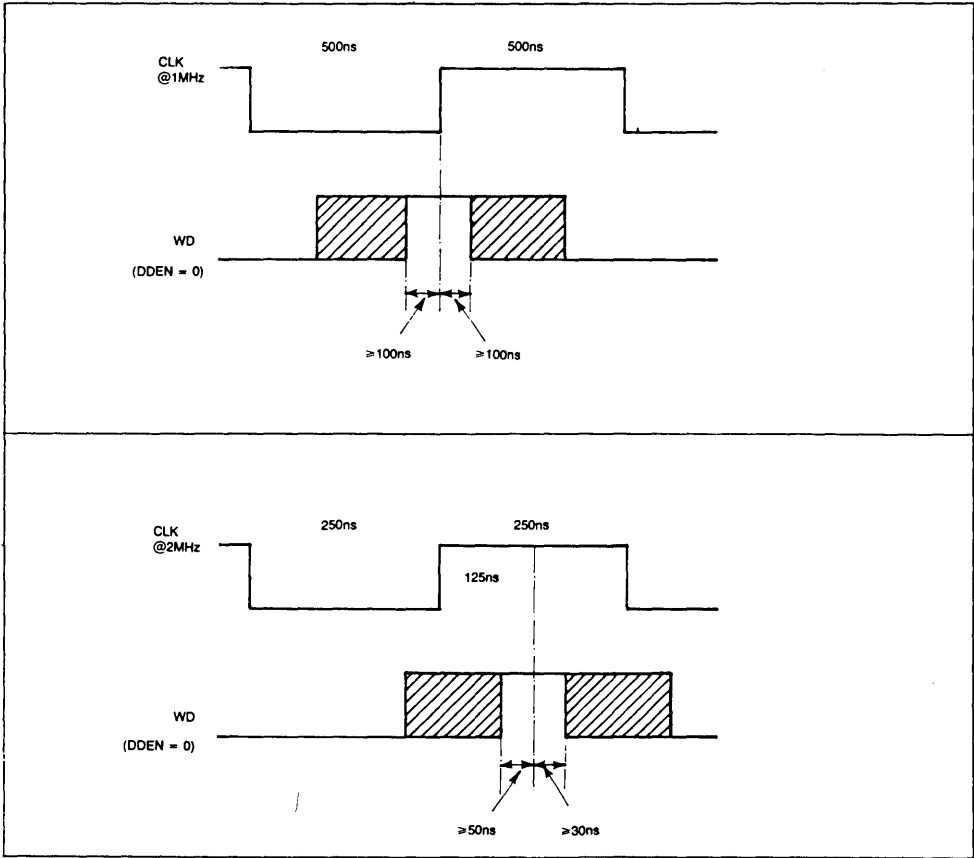 500ns 500ns
CLK
@1MHz
WD
(DDEN = 0)
≥100ns ≥100ns
250ns 250ns
CLK
@2MHz
125ns
WD
(DDEN = 0)
≥50ns ≥30ns